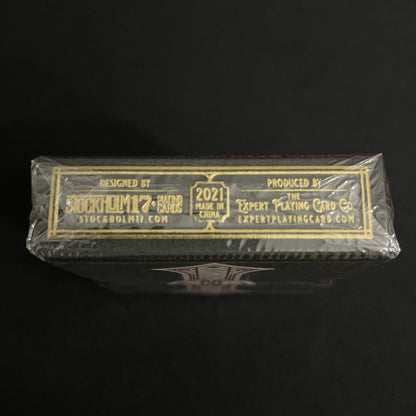 DESIGNED BY
STOCKHOLM17 PLAYING CARDS
STOCKHOLM17.COM
2021
MADE IN
CHINA
PRODUCED BY
THE
EXPERT PLAYING CARD CO.
EXPERTPLAYINGCARD.COM